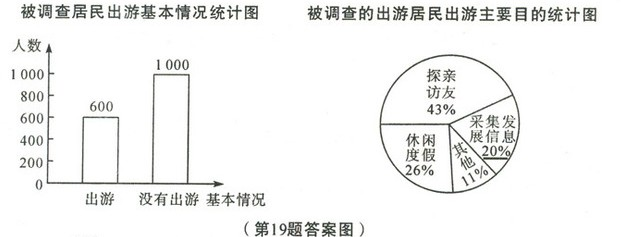 被调查居民出游基本情况统计图
人数
1 000
800
600
400
200
0
600
1 000
出游
没有出游
基本情况
被调查的出游居民出游主要目的统计图
探亲
访友
43%
采集发
展信息
20%
休闲
度假
26%
其他
11%
（第19题答案图）